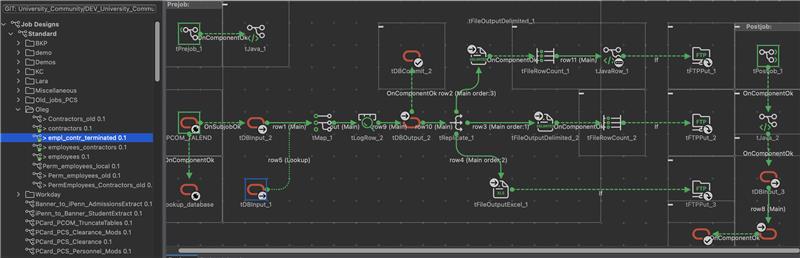 GIT: University_Community/DEV_University_Commu
Job Designs
Standard
BKP
demo
Demos
KC
Lara
Miscellaneous
Old_jobs_PCS
Oleg
Contractors_old 0.1
contractors 0.1
empl_contr_terminated 0.1
employees_contractors 0.1
employees 0.1
Perm_employees_local 0.1
Perm_employees_old 0.1
PermEmployees_Contractors_old 0.
Workday
Banner_to_iPenn_AdmissionsExtract 0.1
iPenn_to_Banner_StudentExtract 0.1
PCard_PCOM_TruncateTables 0.1
PCard_PCS_Clearance_Mods 0.1
PCard_PCS_Clearance 0.1
PCard_PCS_Personnel_Mods 0.1
Prejob:
tPrejob_1
OnComponentOk
tJava_1
tFileOutputDelimited_1
OnComponentOk
tFileRowCount_1
row11 (Main)
tJavaRow_1
If
tFTPPut_1
Postjob:
tPostjob_1
OnComponentOk
tDBCommit_2
OnComponentOk
row2 (Main order:3)
PCOM_TALEND
OnSubjobOk
tDBInput_2
row1 (Main)
tMap_1
out (Main)
tLogRow_2
row9 (Main)
tDBOutput_2
row10 (Main)
tReplicate_1
row3 (Main order:1)
tFileOutputDelimited_2
OnComponentOk
tFileRowCount_2
If
tFTPPut_2
tJava_2
OnComponentOk
OnComponentOk
lookup_database
row5 (Lookup)
tDBInput_1
row4 (Main order:2)
tFileOutputExcel_1
If
tFTPPut_3
tDBInput_3
row8 (Main)
OnComponentOk